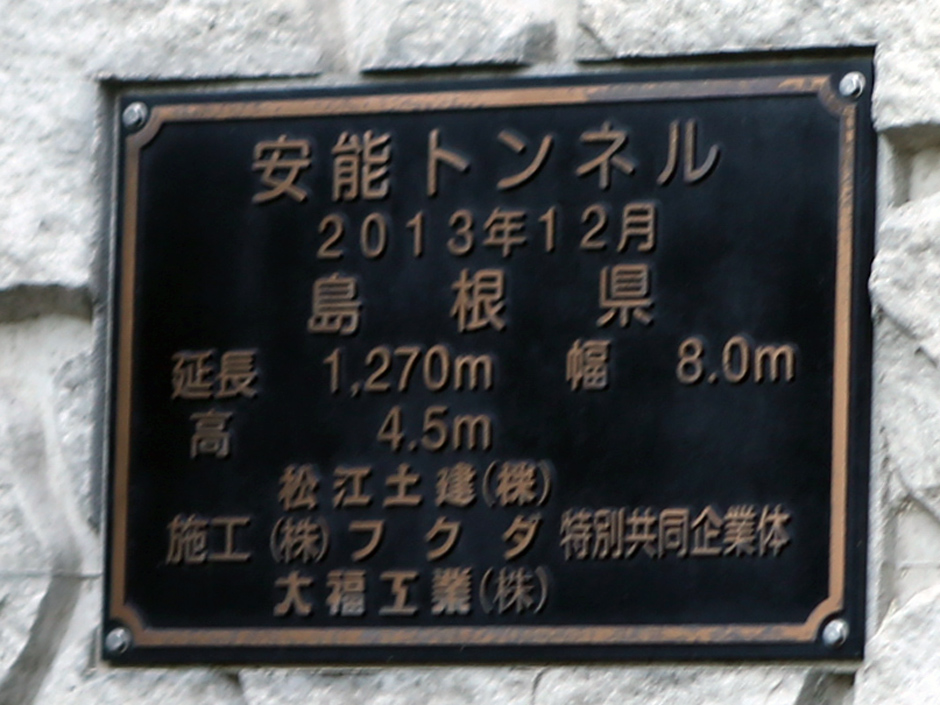 安能トンネル
2013年12月
島根県
延長 1,270m 幅 8.0m
高 4.5m
松江土建(株)
施工 (株)フクダ 特別共同企業体
大福工業(株)